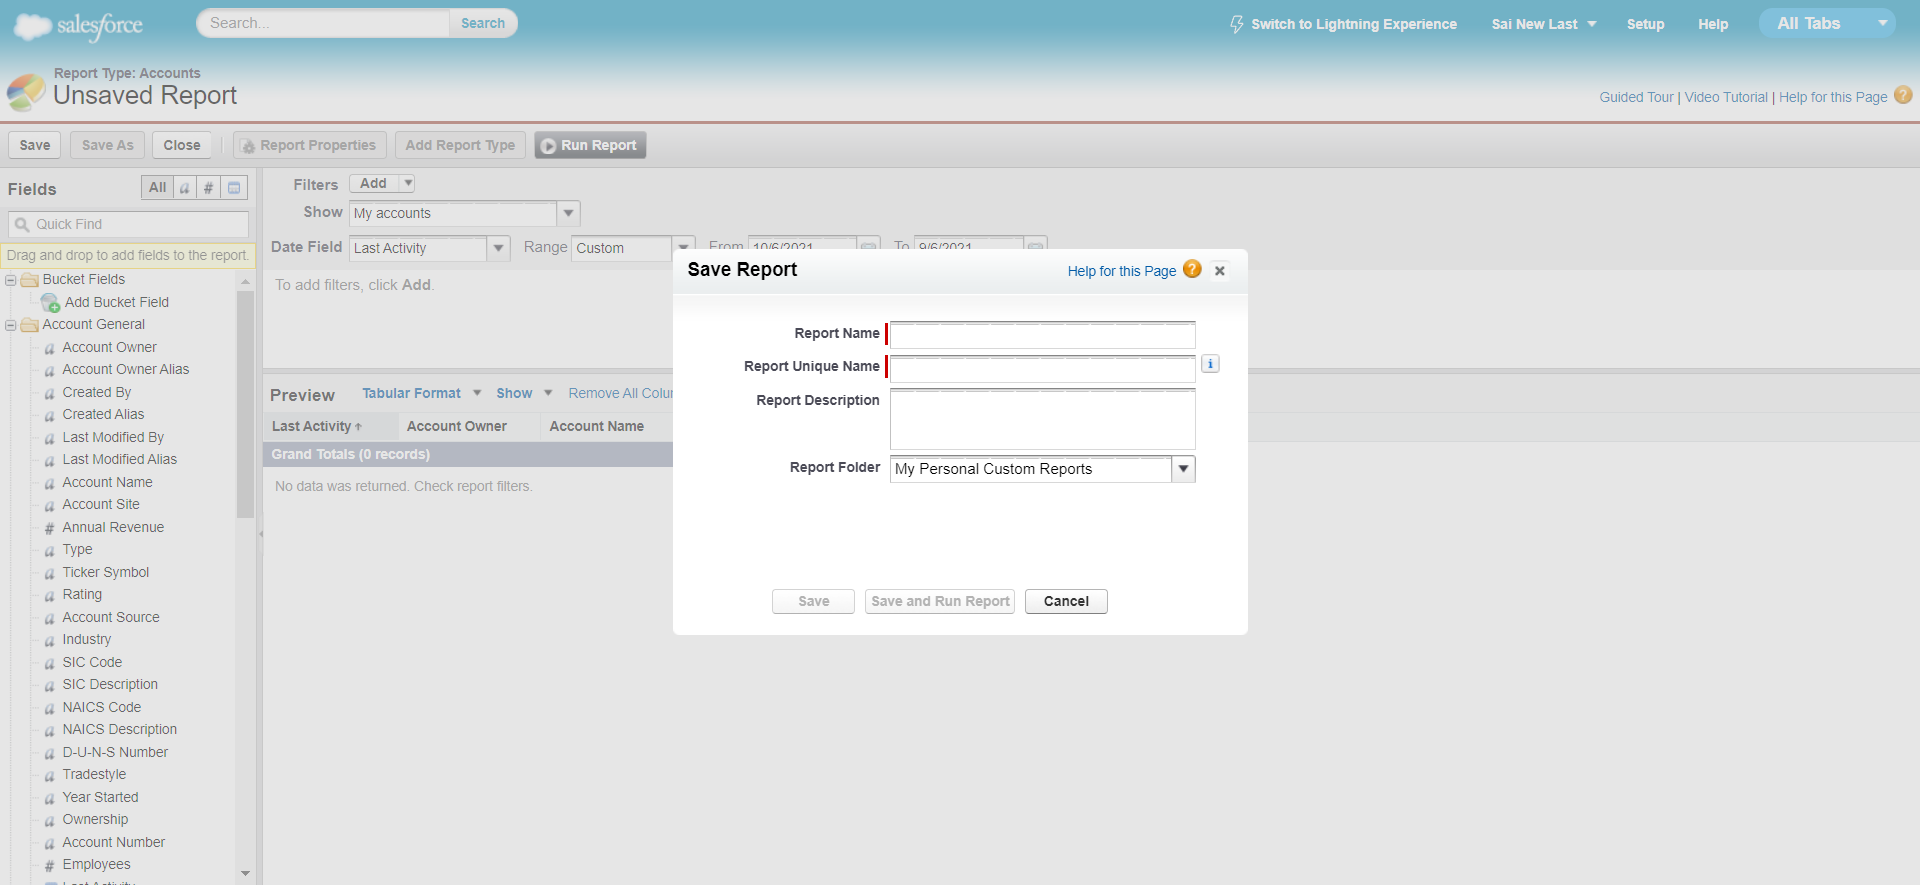 salesforce
Search...
Search
Switch to Lightning Experience
Sai New Last
Setup
Help
All Tabs
Report Type: Accounts
Unsaved Report
Guided Tour | Video Tutorial | Help for this Page ?
Save
Save As
Close
Report Properties
Add Report Type
Run Report
Fields
All
a
#
Quick Find
Drag and drop to add fields to the report.
Bucket Fields
Add Bucket Field
Account General
a Account Owner
a Account Owner Alias
a Created By
a Created Alias
a Last Modified By
a Last Modified Alias
a Account Name
a Account Site
# Annual Revenue
a Type
a Ticker Symbol
a Rating
a Account Source
a Industry
a SIC Code
a SIC Description
a NAICS Code
a NAICS Description
a D-U-N-S Number
a Tradestyle
a Year Started
a Ownership
a Account Number
# Employees
Last Activity
Filters
Add
Show
My accounts
Date Field
Last Activity
Range
Custom
From
10/6/2021
To
9/6/2021
To add filters, click Add.
Preview
Tabular Format
Show
Remove All Colu
Last Activity ↑
Account Owner
Account Name
Grand Totals (0 records)
No data was returned. Check report filters.
Save Report
Help for this Page ?
Report Name
Report Unique Name
i
Report Description
Report Folder
My Personal Custom Reports
Save
Save and Run Report
Cancel